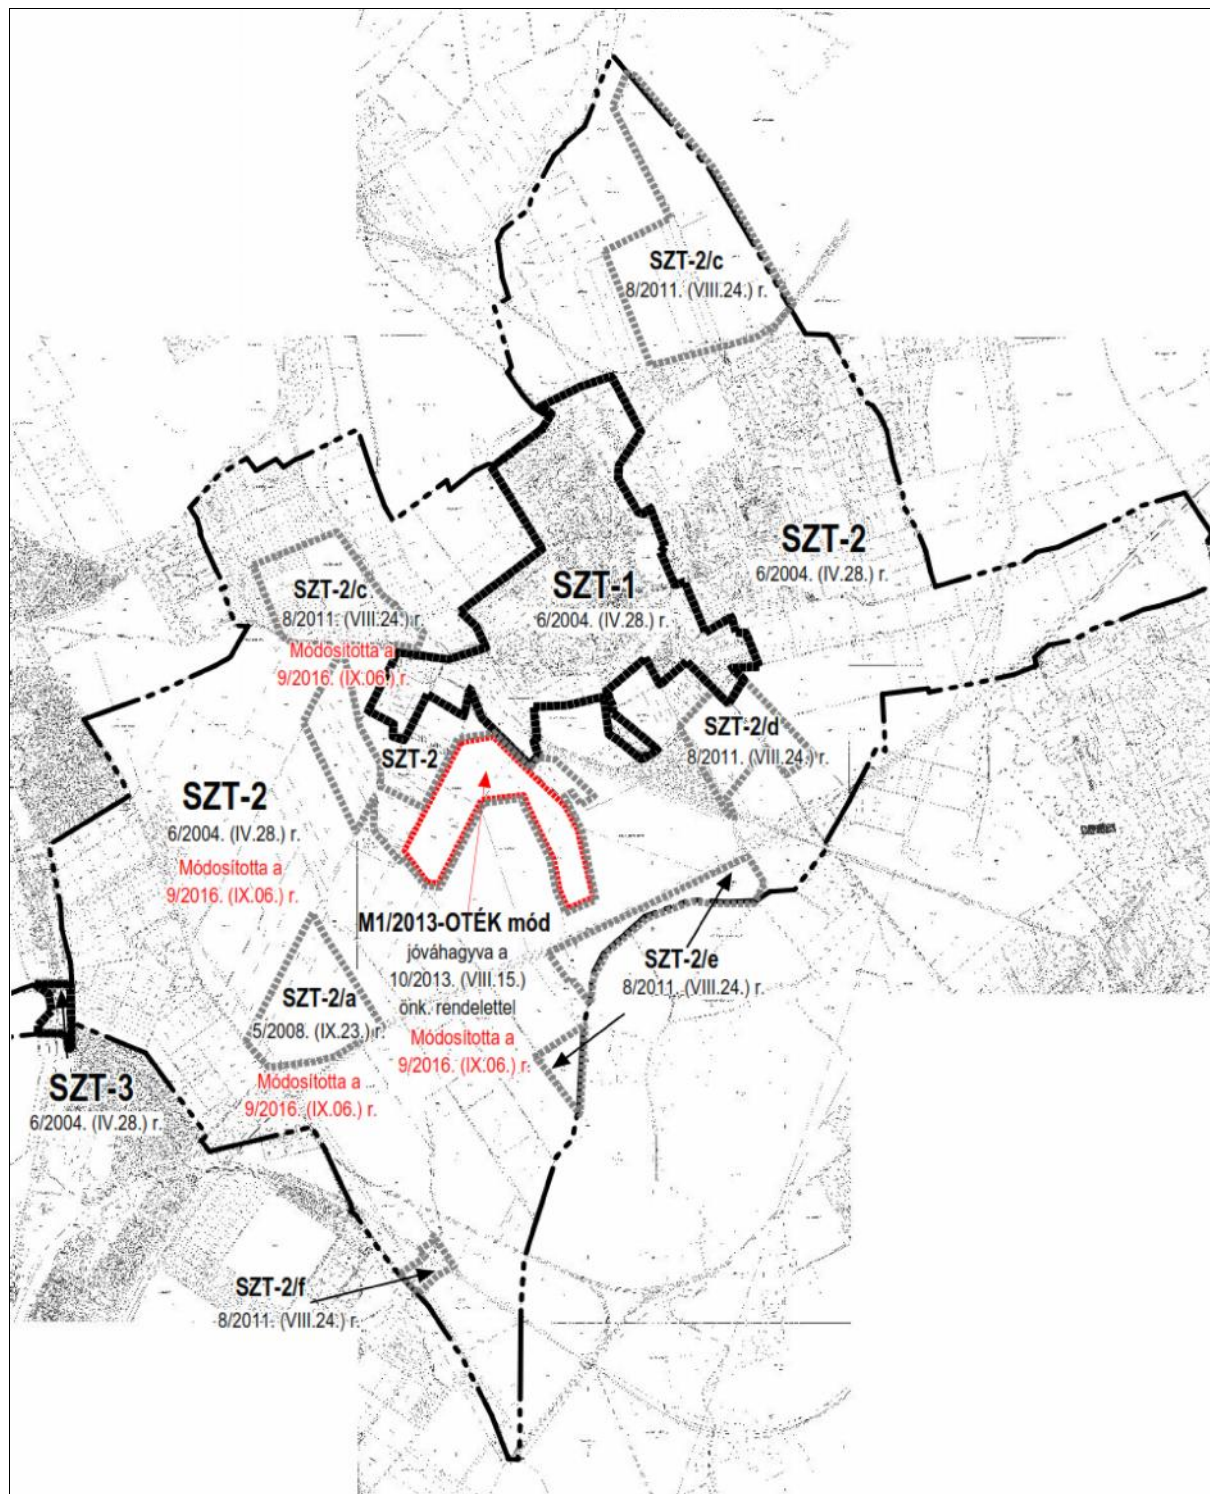 SZT-2/c
8/2011. (VIII.24.) r.
SZT-2
6/2004. (IV.28.) r.
SZT-1
6/2004. (IV.28.) r.
SZT-2/c
8/2011. (VIII.24.) r.
Módosította a
9/2016. (IX.06.) r.
SZT-2/d
8/2011. (VIII.24.) r.
SZT-2
SZT-2
6/2004. (IV.28.) r.
Módosította a
9/2016. (IX.06.) r.
M1/2013-OTÉK mód
jóváhagyva a
10/2013. (VIII.15.)
önk. rendelettel
Módosította a
9/2016. (IX.06.) r.
SZT-2/e
8/2011. (VIII.24.) r.
SZT-2/a
5/2008. (IX.23.) r.
Módosította a
9/2016. (IX.06.) r.
SZT-3
6/2004. (IV.28.) r.
SZT-2/f
8/2011. (VIII.24.) r.